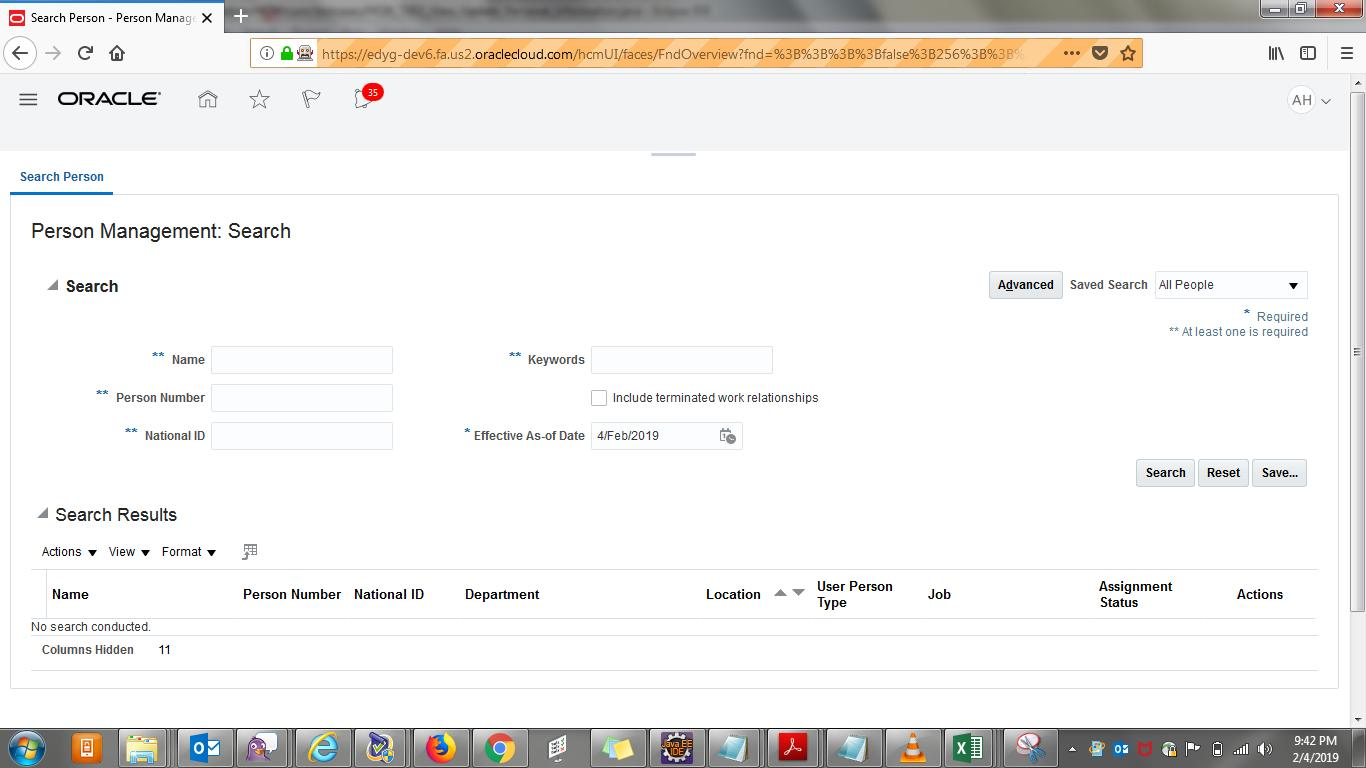 Search Person - Person Manage
https://edyg-dev6.fa.us2.oraclecloud.com/hcmUI/faces/FndOverview?fnd=%3B%3B%3B%3Bfalse%3B256%3B%3B%
ORACLE
35
AH
Search Person
Person Management: Search
Search
Advanced Saved Search All People
* Required
** At least one is required
** Name ** Keywords
** Person Number Include terminated work relationships
** National ID * Effective As-of Date 4/Feb/2019
Search Reset Save...
Search Results
Actions View Format
Name Person Number National ID Department Location User Person Type Job Assignment Status Actions
No search conducted.
Columns Hidden 11
Java EE IDE
9:42 PM
2/4/2019